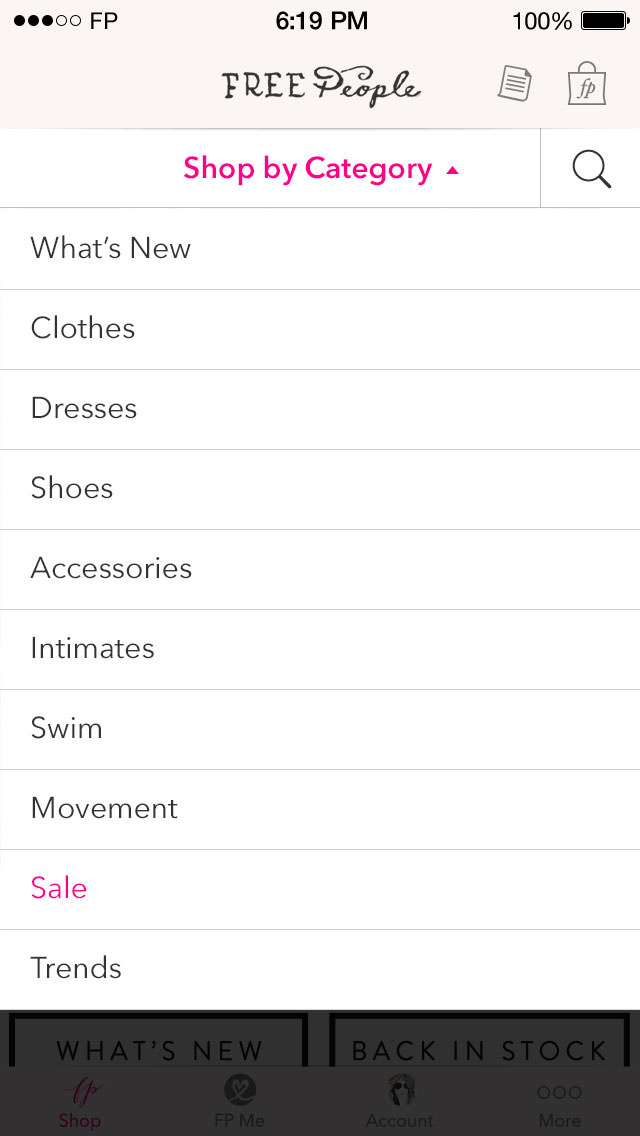 FP 6:19 PM 100%
FREE People
fp
Shop by Category
What's New
Clothes
Dresses
Shoes
Accessories
Intimates
Swim
Movement
Sale
Trends
WHAT'S NEW BACK IN STOCK
fp
Shop FP Me Account More